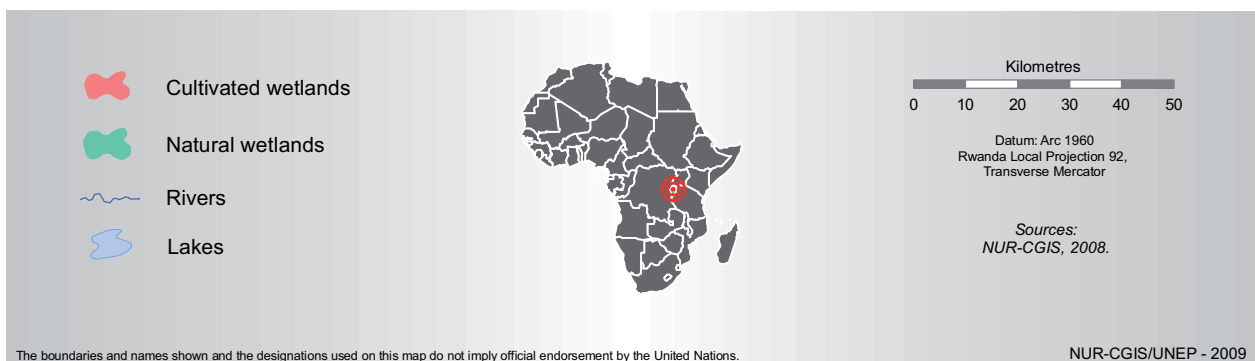 Cultivated wetlands
Natural wetlands
Rivers
Lakes
Kilometres
0 10 20 30 40 50
Datum: Arc 1960
Rwanda Local Projection 92,
Transverse Mercator
Sources:
NUR-CGIS, 2008.
The boundaries and names shown and the designations used on this map do not imply official endorsement by the United Nations.
NUR-CGIS/UNEP - 2009